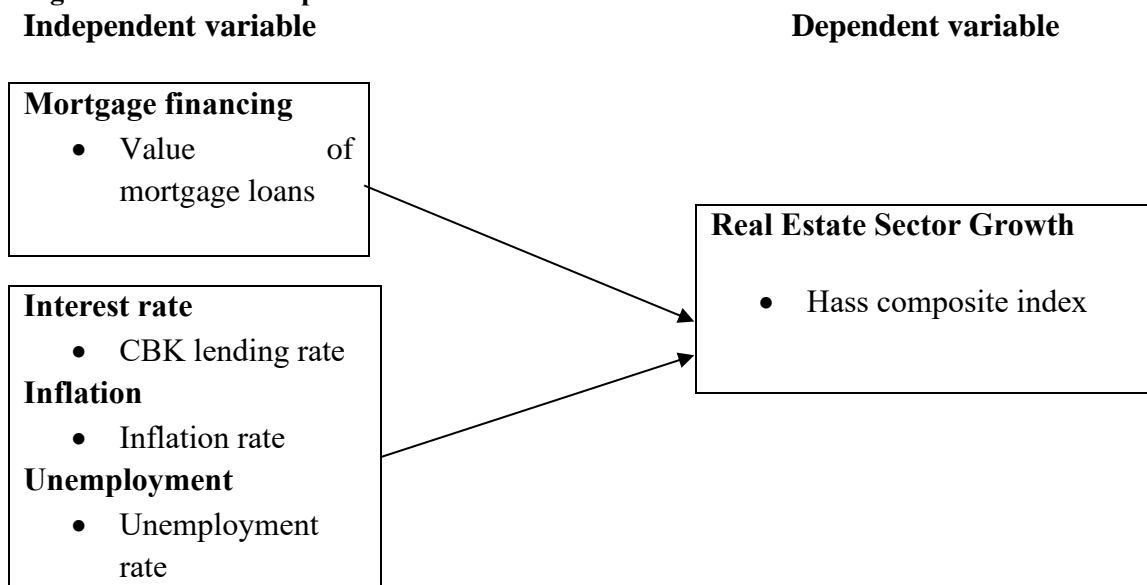 Independent variable
Dependent variable
Mortgage financing
• Value of
mortgage loans
Real Estate Sector Growth
• Hass composite index
Interest rate
• CBK lending rate
Inflation
• Inflation rate
Unemployment
• Unemployment
rate